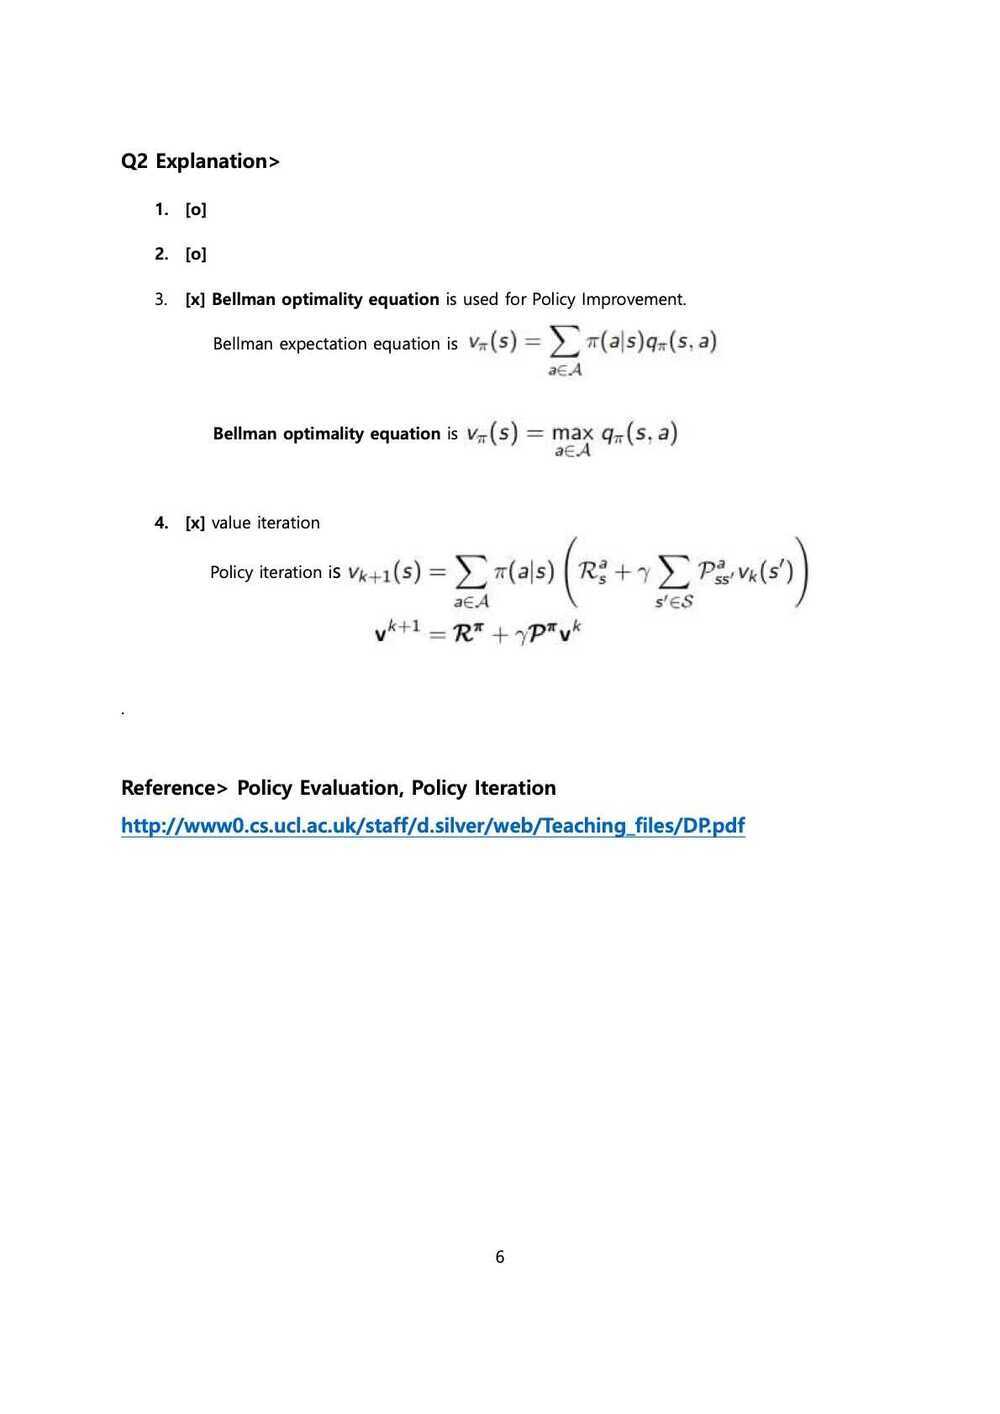 Q2 Explanation>
1. [o]
2. [o]
3. [x] Bellman optimality equation is used for Policy Improvement.
Bellman expectation equation is $v_\pi(s) = \sum_{a \in \mathcal{A}} \pi(a|s) q_\pi(s, a)$
Bellman optimality equation is $v_\pi(s) = \max_{a \in \mathcal{A}} q_\pi(s, a)$
4. [x] value iteration
Policy iteration is $v_{k+1}(s) = \sum_{a \in \mathcal{A}} \pi(a|s) \left( \mathcal{R}_s^a + \gamma \sum_{s' \in \mathcal{S}} \mathcal{P}_{ss'}^a v_k(s') \right)$
$\mathbf{v}^{k+1} = \mathcal{R}^\pi + \gamma \mathcal{P}^\pi \mathbf{v}^k$
.
Reference> Policy Evaluation, Policy Iteration
http://www0.cs.ucl.ac.uk/staff/d.silver/web/Teaching_files/DP.pdf
6